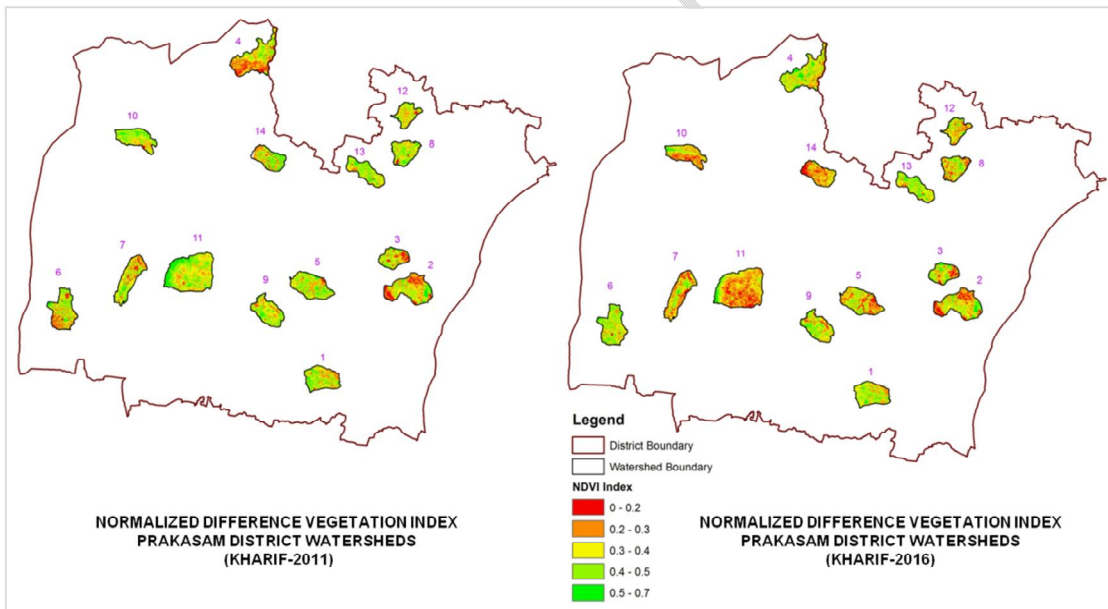 4
12
10
14
13
8
7
11
3
6
5
2
9
1
NORMALIZED DIFFERENCE VEGETATION INDEX
PRAKASAM DISTRICT WATERSHEDS
(KHARIF-2011)
4
12
10
14
13
8
7
11
3
6
5
2
9
1
Legend
District Boundary
Watershed Boundary
NDVI Index
0 - 0.2
0.2 - 0.3
0.3 - 0.4
0.4 - 0.5
0.5 - 0.7
NORMALIZED DIFFERENCE VEGETATION INDEX
PRAKASAM DISTRICT WATERSHEDS
(KHARIF-2016)